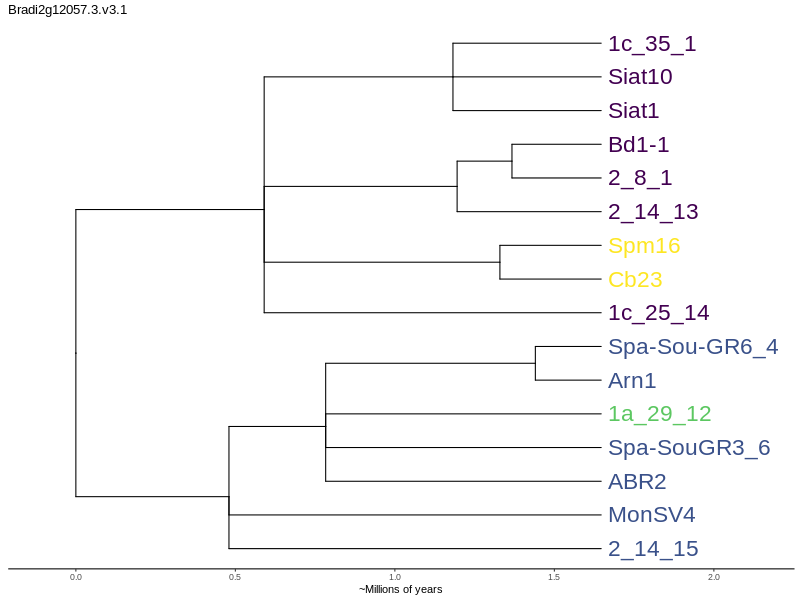 Bradi2g12057.3.v3.1
1c_35_1
Siat10
Siat1
Bd1-1
2_8_1
2_14_13
Spm16
Cb23
1c_25_14
Spa-Sou-GR6_4
Arn1
1a_29_12
Spa-SouGR3_6
ABR2
MonSV4
2_14_15
0.0 0.5 1.0 1.5 2.0
~Millions of years